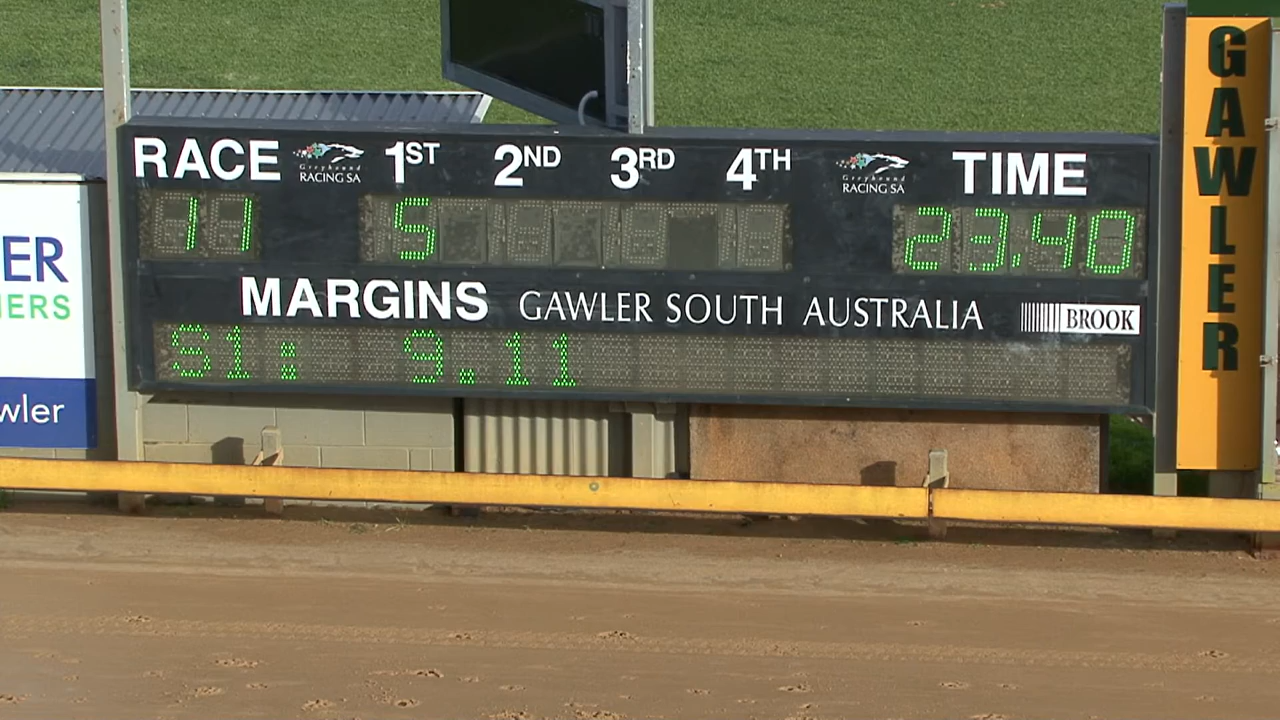 RACE Greyhound RACING SA 1ST 2ND 3RD 4TH Greyhound RACING SA TIME
11 5 23.40
MARGINS GAWLER SOUTH AUSTRALIA BROOK
S1: 9.11
GAWLER
ER
NERS
wler